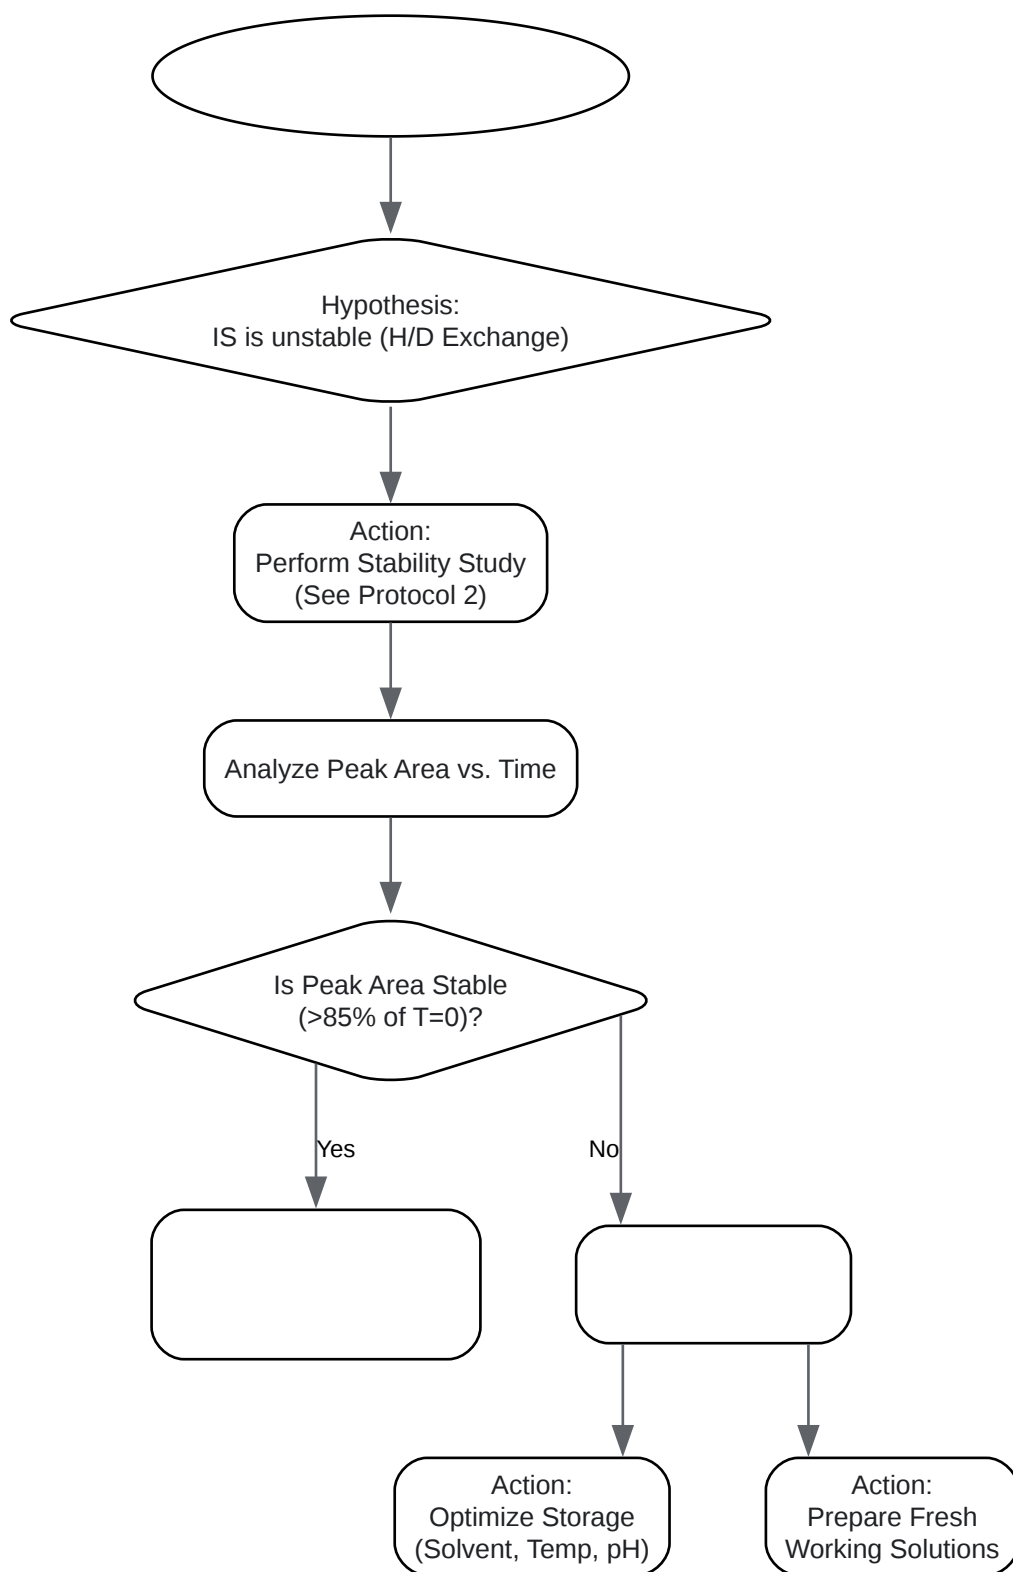 Hypothesis:
IS is unstable (H/D Exchange)
Action:
Perform Stability Study
(See Protocol 2)
Analyze Peak Area vs. Time
Is Peak Area Stable
(>85% of T=0)?
Yes
No
Action:
Optimize Storage
(Solvent, Temp, pH)
Action:
Prepare Fresh
Working Solutions